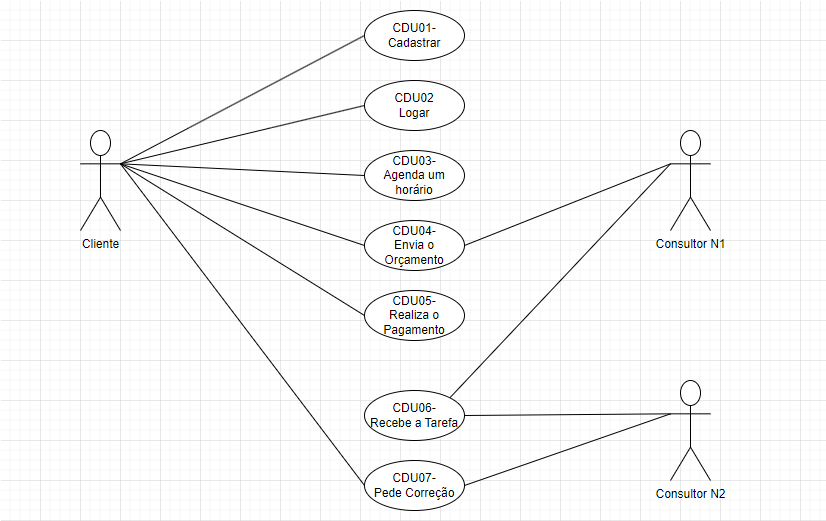 CDU01-
Cadastrar
CDU02
Logar
CDU03-
Agenda um
horário
Cliente
CDU04-
Envia o
Orçamento
Consultor N1
CDU05-
Realiza o
Pagamento
CDU06-
Recebe a Tarefa
CDU07-
Pede Correção
Consultor N2